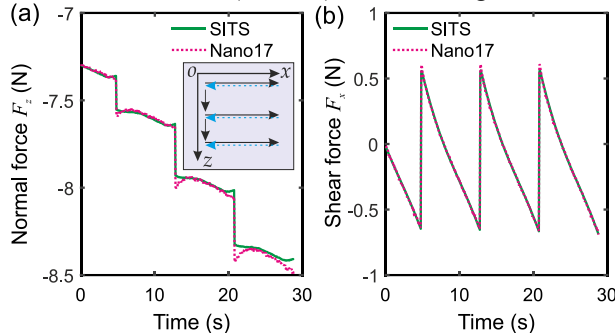 (a)
SITS
Nano17
-7
-7.5
-8
-8.5
Normal force F_z (N)
o
x
z
0
10
20
30
Time (s)
(b)
SITS
Nano17
1
0.5
0
-0.5
-1
Shear force F_x (N)
0
10
20
30
Time (s)